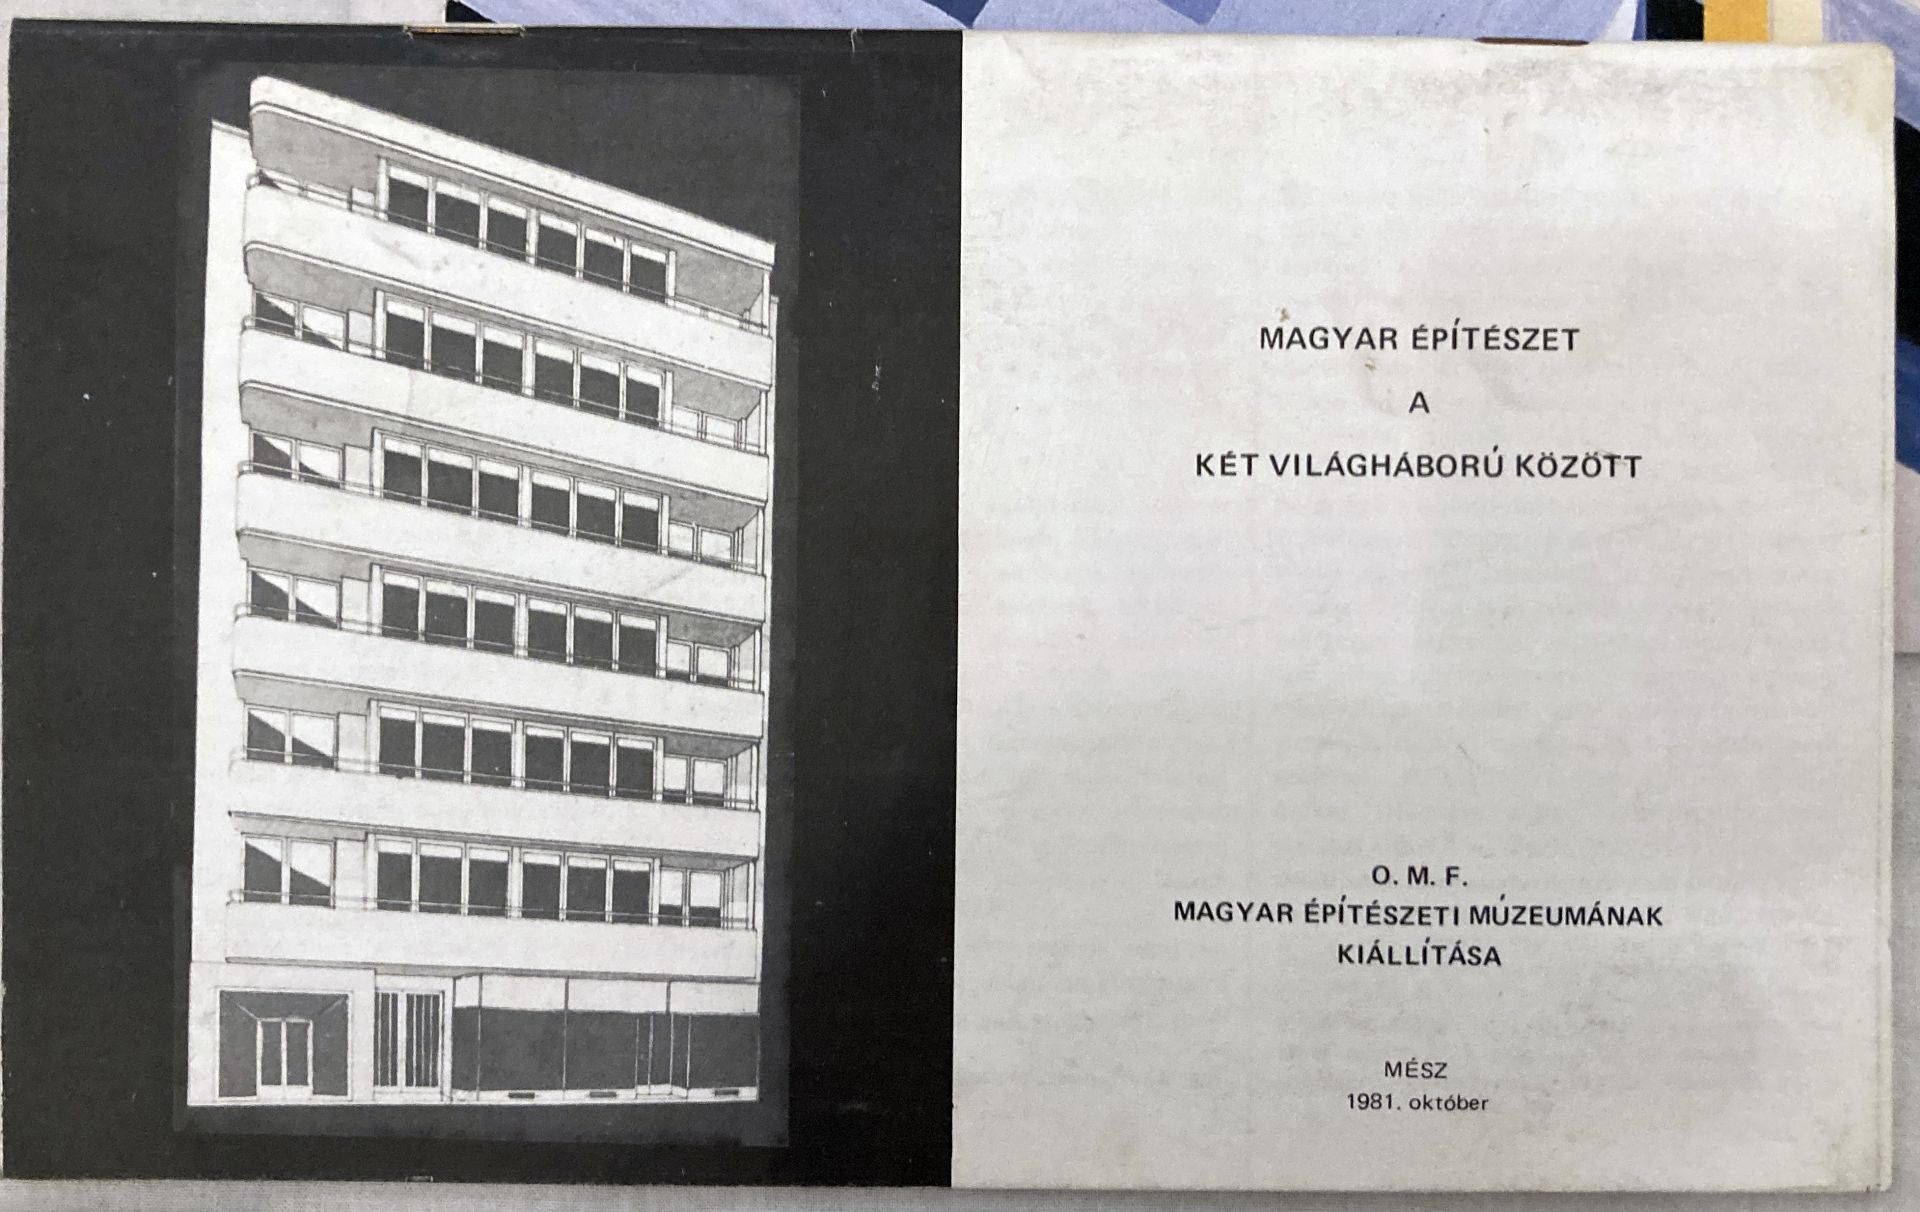 MAGYAR ÉPÍTÉSZET
A
KÉT VILÁGHÁBORÚ KÖZÖTT
O. M. F.
MAGYAR ÉPÍTÉSZETI MÚZEUMÁNAK
KIÁLLÍTÁSA
MÉSZ
1981. október